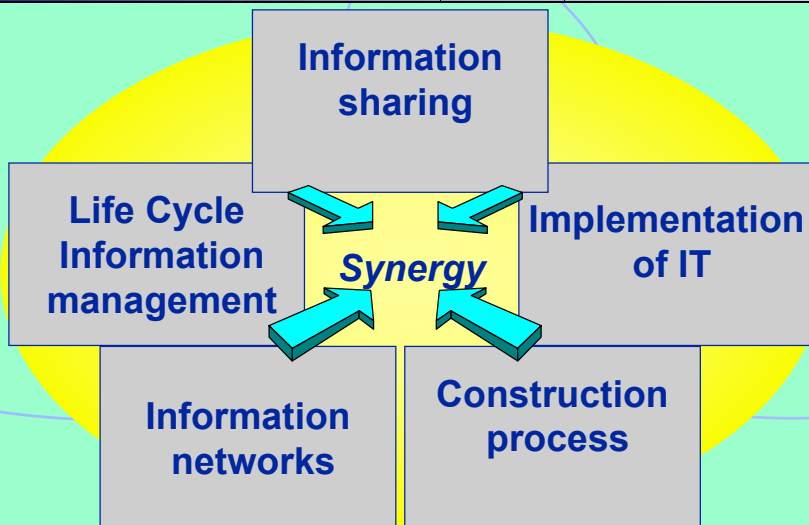 Information
sharing
Life Cycle
Information
management
Implementation
of IT
Synergy
Information
networks
Construction
process